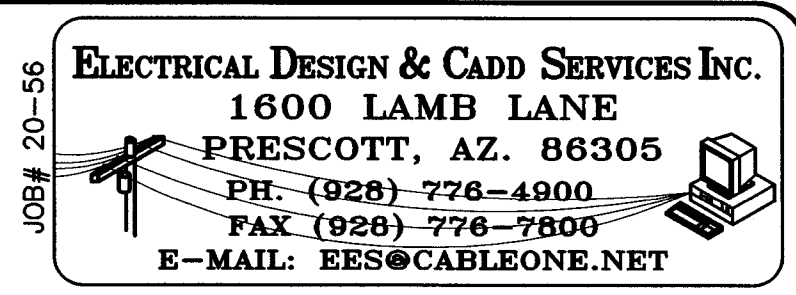 JOB# 20-56
ELECTRICAL DESIGN & CADD SERVICES INC.
1600 LAMB LANE
PRESCOTT, AZ. 86305
PH. (928) 776-4900
FAX (928) 776-7800
E-MAIL: EES@CABLEONE.NET